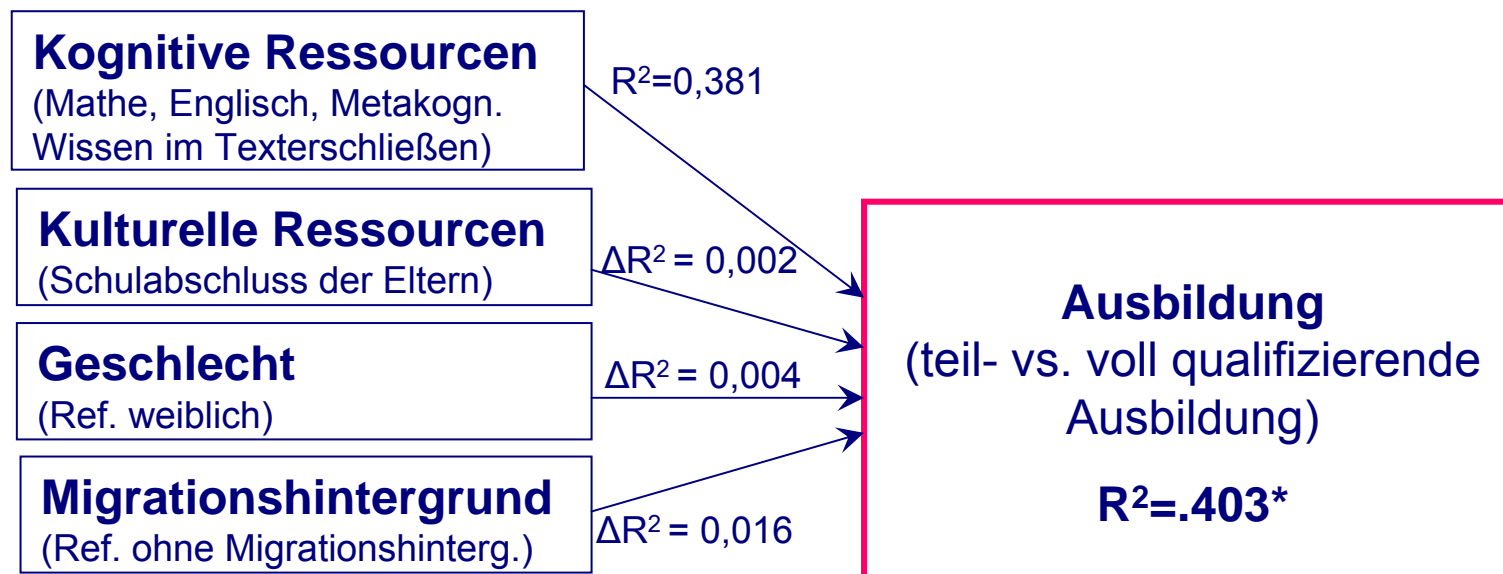 Kognitive Ressourcen
(Mathe, Englisch, Metakogn.
Wissen im Texterschließen)
R²=0,381
Kulturelle Ressourcen
(Schulabschluss der Eltern)
ΔR² = 0,002
Geschlecht
(Ref. weiblich)
ΔR² = 0,004
Migrationshintergrund
(Ref. ohne Migrationshinterg.)
ΔR² = 0,016
Ausbildung
(teil- vs. voll qualifizierende
Ausbildung)
R²=.403*